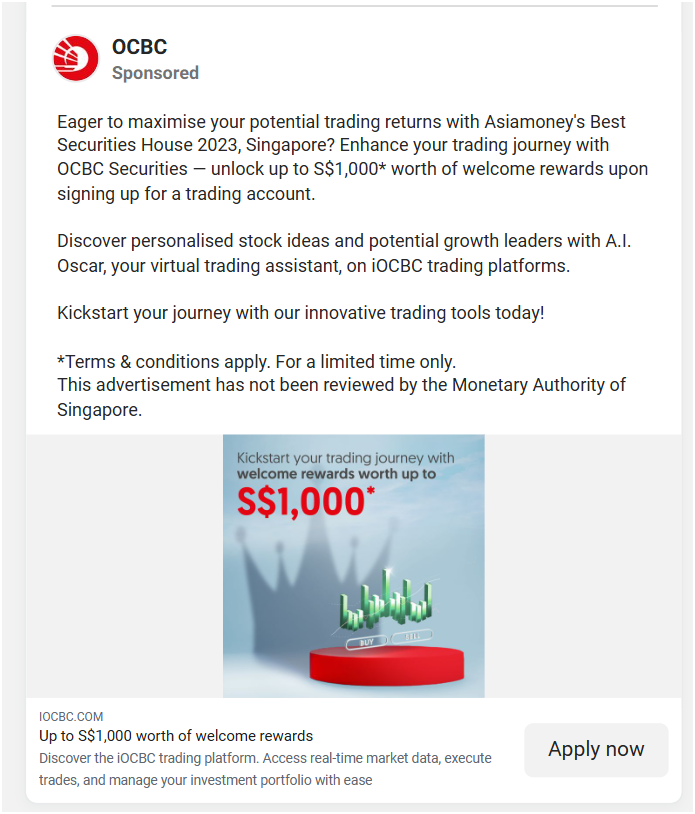 OCBC
Sponsored
Eager to maximise your potential trading returns with Asiamoney's Best
Securities House 2023, Singapore? Enhance your trading journey with
OCBC Securities — unlock up to S$1,000* worth of welcome rewards upon
signing up for a trading account.
Discover personalised stock ideas and potential growth leaders with A.I.
Oscar, your virtual trading assistant, on iOCBC trading platforms.
Kickstart your journey with our innovative trading tools today!
*Terms & conditions apply. For a limited time only.
This advertisement has not been reviewed by the Monetary Authority of
Singapore.
Kickstart your trading journey with
welcome rewards worth up to
S$1,000*
BUY SELL
IOCBC.COM
Up to S$1,000 worth of welcome rewards
Discover the iOCBC trading platform. Access real-time market data, execute
trades, and manage your investment portfolio with ease
Apply now